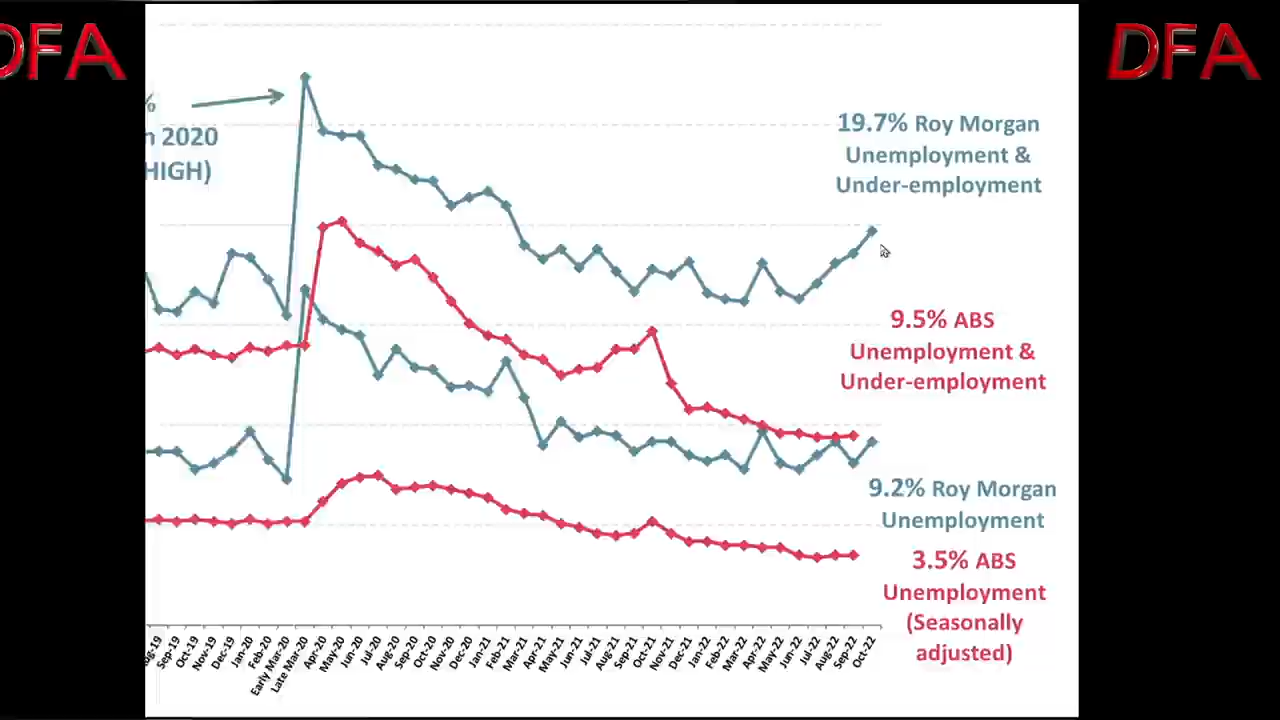 DFA
DFA
%
n 2020
HIGH)
19.7% Roy Morgan
Unemployment &
Under-employment
9.5% ABS
Unemployment &
Under-employment
9.2% Roy Morgan
Unemployment
3.5% ABS
Unemployment
(Seasonally
adjusted)
ug-19
Sep-19
Oct-19
Nov-19
Dec-19
Jan-20
Feb-20
Early Mar-20
Late Mar-20
Apr-20
May-20
Jun-20
Jul-20
Aug-20
Sep-20
Oct-20
Nov-20
Dec-20
Jan-21
Feb-21
Mar-21
Apr-21
May-21
Jun-21
Jul-21
Aug-21
Sep-21
Oct-21
Nov-21
Dec-21
Jan-22
Feb-22
Mar-22
Apr-22
May-22
Jun-22
Jul-22
Aug-22
Sep-22
Oct-22